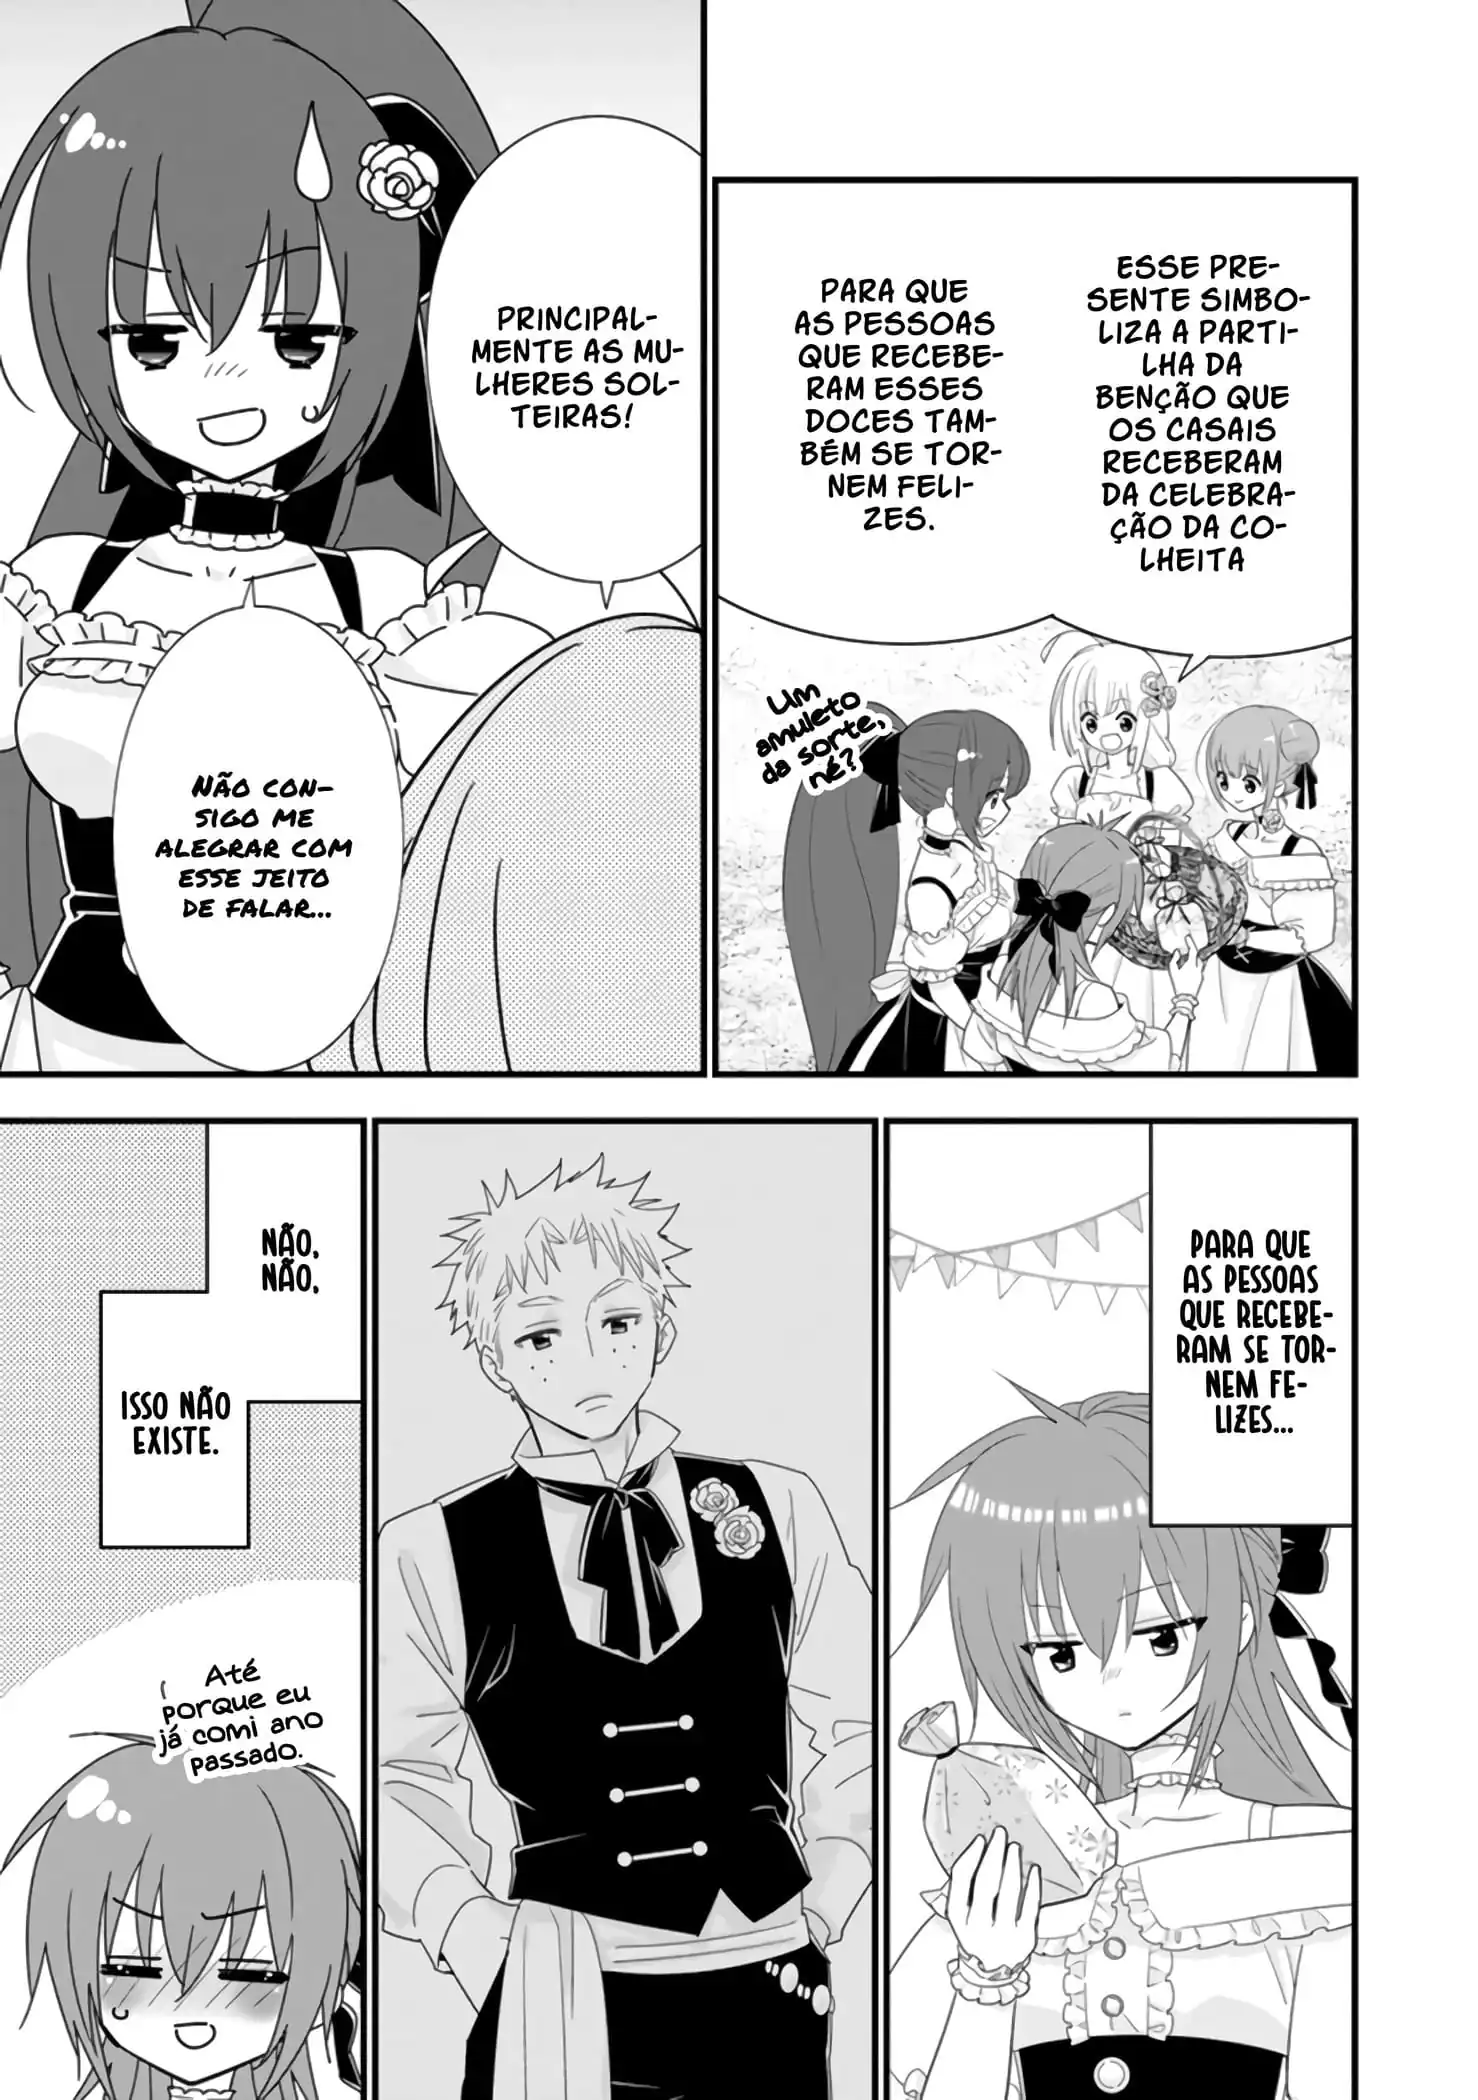 ESSE PRE-
SENTE SIMBO-
LIZA A PARTI-
LHA DA
BENÇÃO QUE
OS CASAIS
RECEBERAM
DA CELEBRA-
ÇÃO DA CO-
LHEITA
PARA QUE
AS PESSOAS
QUE RECEBE-
RAM ESSES
DOCES TAM-
BÉM SE TOR-
NEM FELI-
ZES.
Um
amuleto
da sorte,
né?
PRINCIPAL-
MENTE AS MU-
LHERES SOL-
TEIRAS!
NÃO CON-
SIGO ME
ALEGRAR COM
ESSE JEITO
DE FALAR...
PARA QUE
AS PESSOAS
QUE RECEBE-
RAM SE TOR-
NEM FE-
LIZES...
NÃO,
NÃO,
ISSO NÃO
EXISTE.
Até
porque eu
já comi ano
passado.